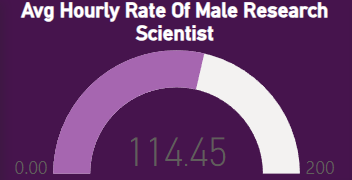 Avg Hourly Rate Of Male Research
Scientist
114.45
0.00
200